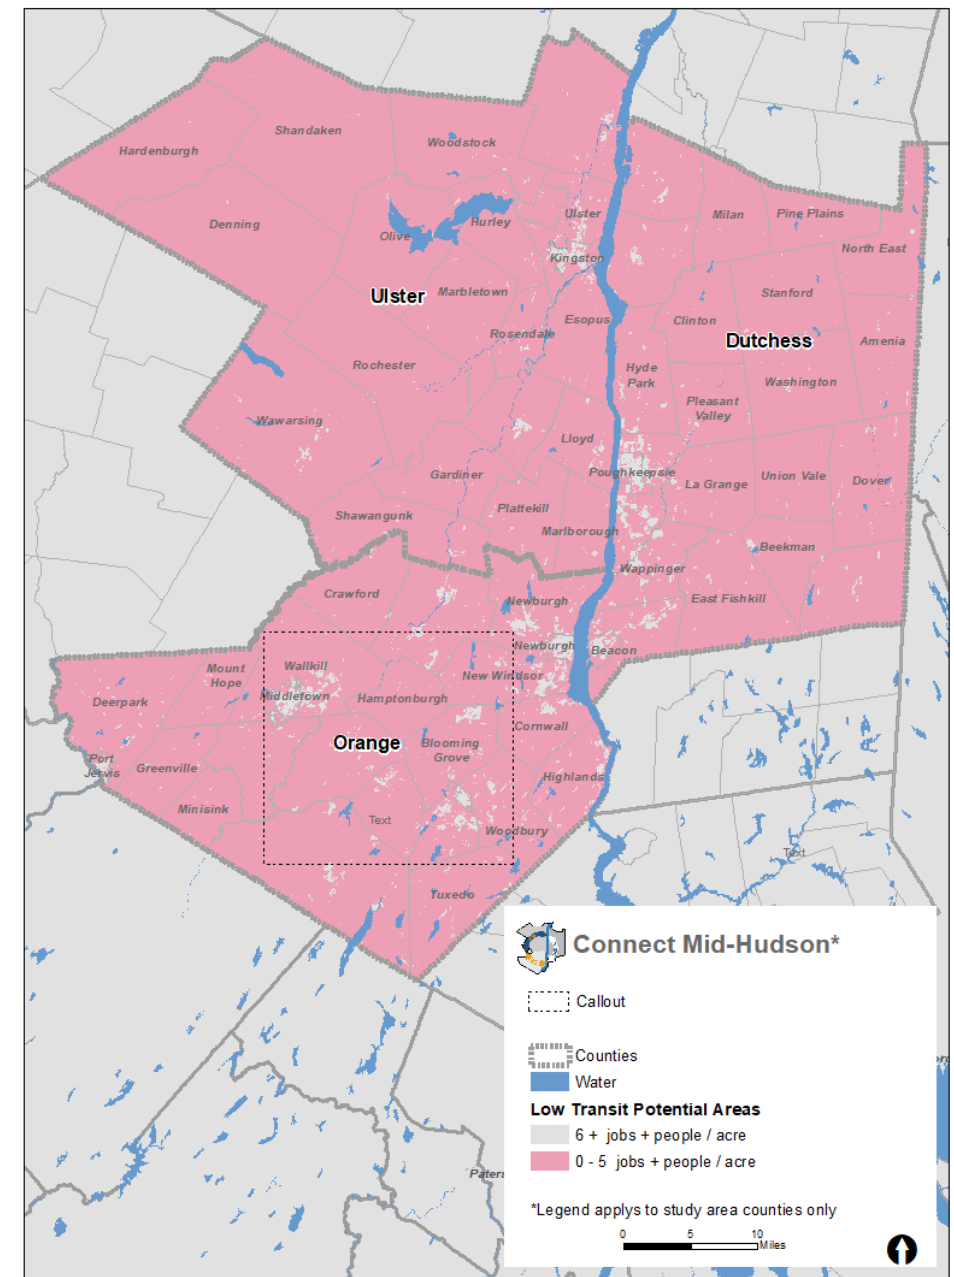 Shandaken
Hardenburgh
Woodstock
Denning
Hurley
Ulster
Olive
Milan
Pine Plains
North East
Kingston
Ulster
Marbletown
Stanford
Rosendale
Esopus
Clinton
Dutchess
Amenia
Rochester
Hyde
Park
Washington
Pleasant
Valley
Wawarsing
Lloyd
Gardiner
Poughkeepsie
La Grange
Union Vale
Dover
Plattekill
Shawangunk
Marlborough
Beekman
Wappinger
Crawford
Newburgh
East Fishkill
Newburgh
Beacon
Mount
Hope
Wallkill
New Windsor
Deerpark
Middletown
Hamptonburgh
Cornwall
Orange
Blooming
Grove
Port
Jervis
Greenville
Highlands
Minisink
Text
Woodbury
Text
Tuxedo
Connect Mid-Hudson*
Callout
Counties
Water
Low Transit Potential Areas
6 + jobs + people / acre
0 - 5 jobs + people / acre
Paters
*Legend applys to study area counties only
0 5 10
Miles